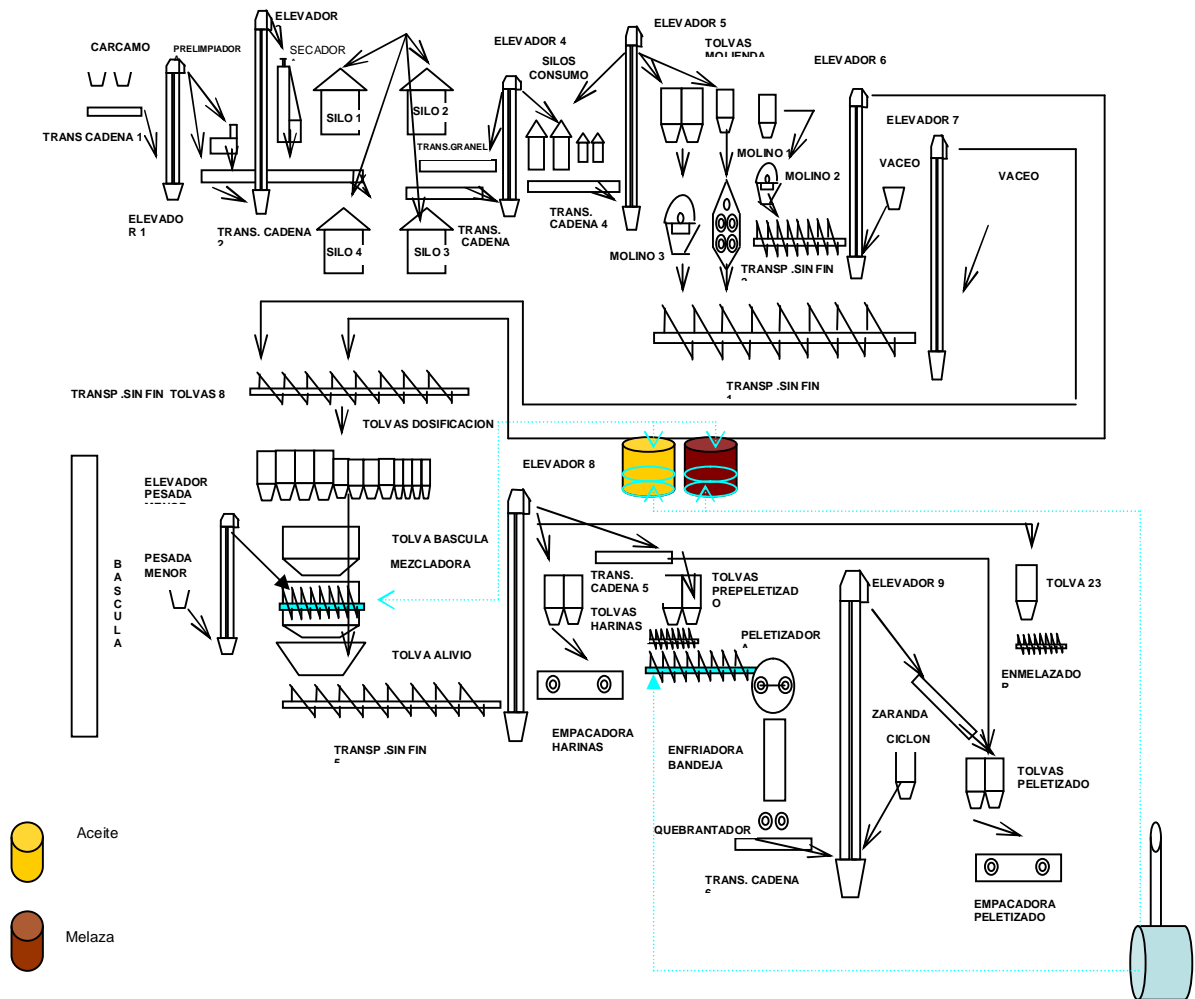 ELEVADOR
CARCAMO
PRELIMPIADOR
SECADOR
TRANS CADENA 1
ELEVADO
R 1
TRANS. CADENA
2
SILO 1
SILO 2
SILO 4
SILO 3
ELEVADOR 4
SILOS
CONSUMO
TRANS.GRANEL
TRANS.
CADENA
TRANS.
CADENA 4
ELEVADOR 5
TOLVAS
MOLIENDA
ELEVADOR 6
MOLINO 1
MOLINO 2
MOLINO 3
TRANSP .SIN FIN
ELEVADOR 7
VACEO
VACEO
TRANSP .SIN FIN
TRANSP .SIN FIN TOLVAS 8
TOLVAS DOSIFICACION
ELEVADOR
PESADA
MENOR
PESADA
MENOR
BASCULA
TOLVA BASCULA
MEZCLADORA
TOLVA ALIVIO
TRANSP .SIN FIN
ELEVADOR 8
TRANS.
CADENA 5
TOLVAS
HARINAS
TOLVAS
PREPELETIZAD
O
EMPACADORA
HARINAS
PELETIZADOR
ENFRIADORA
BANDEJA
QUEBRANTADOR
TRANS. CADENA
ELEVADOR 9
ZARANDA
CICLON
TOLVA 23
ENMELAZADO
TOLVAS
PELETIZADO
EMPACADORA
PELETIZADO
Aceite
Melaza